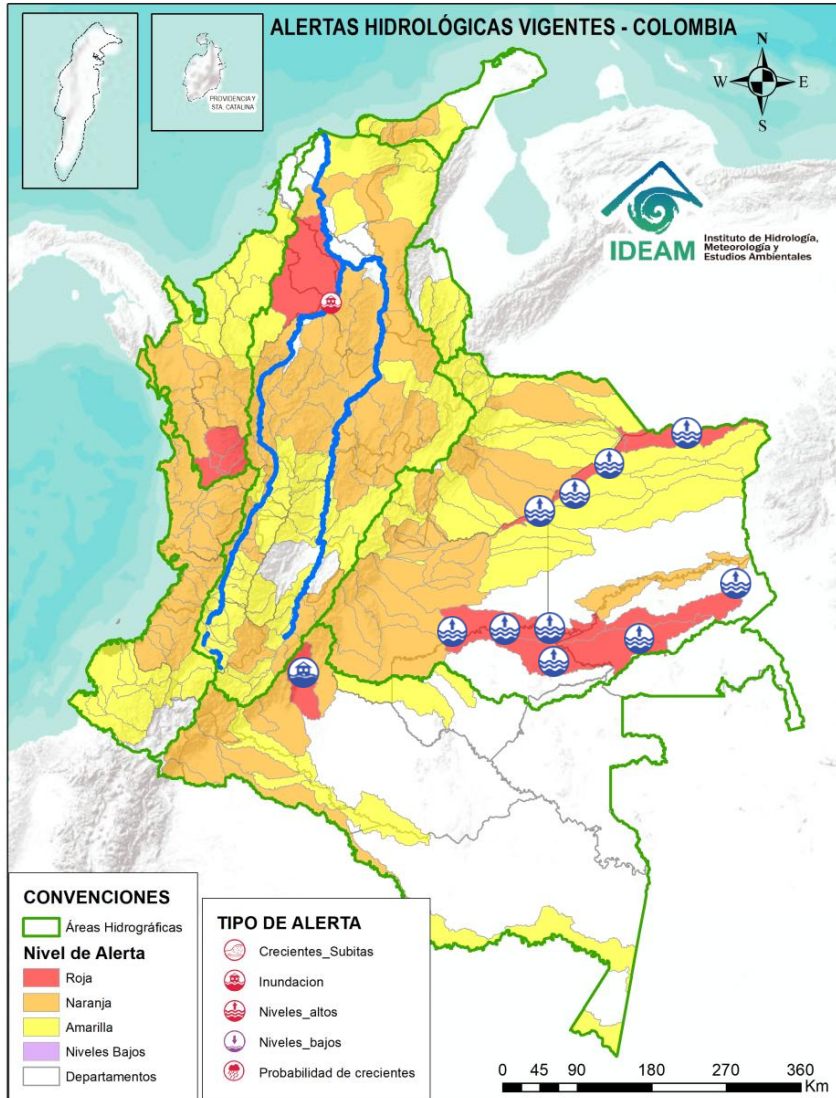 ALERTAS HIDROLÓGICAS VIGENTES - COLOMBIA
PROVIDENCIA Y
STA. CATALINA
N
W
E
S
IDEAM
Instituto de Hidrología,
Meteorología y
Estudios Ambientales
CONVENCIONES
Áreas Hidrográficas
Nivel de Alerta
Roja
Naranja
Amarilla
Niveles Bajos
Departamentos
TIPO DE ALERTA
Crecientes_Subitas
Inundacion
Niveles_altos
Niveles_bajos
Probabilidad de crecientes
0 45 90 180 270 360
Km